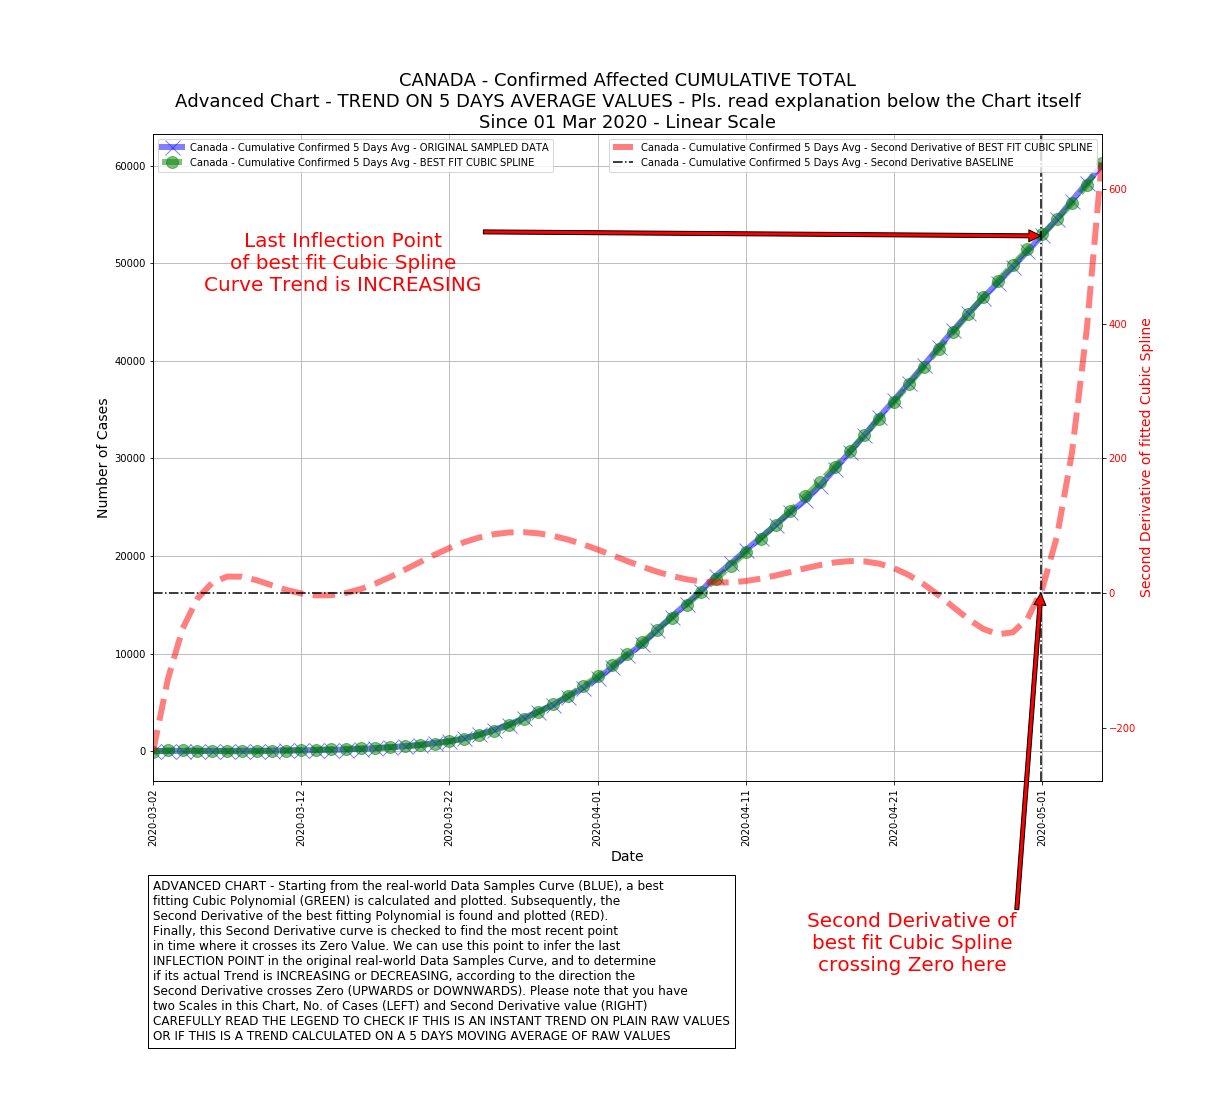 CANADA - Confirmed Affected CUMULATIVE TOTAL
Advanced Chart - TREND ON 5 DAYS AVERAGE VALUES - Pls. read explanation below the Chart itself
Since 01 Mar 2020 - Linear Scale
Canada - Cumulative Confirmed 5 Days Avg - ORIGINAL SAMPLED DATA
Canada - Cumulative Confirmed 5 Days Avg - BEST FIT CUBIC SPLINE
Canada - Cumulative Confirmed 5 Days Avg - Second Derivative of BEST FIT CUBIC SPLINE
Canada - Cumulative Confirmed 5 Days Avg - Second Derivative BASELINE
Last Inflection Point
of best fit Cubic Spline
Curve Trend is INCREASING
Number of Cases
60000
50000
40000
30000
20000
10000
0
600
400
200
0
−200
Second Derivative of fitted Cubic Spline
2020-03-02
2020-03-12
2020-03-22
2020-04-01
2020-04-11
2020-04-21
2020-05-01
Date
ADVANCED CHART - Starting from the real-world Data Samples Curve (BLUE), a best
fitting Cubic Polynomial (GREEN) is calculated and plotted. Subsequently, the
Second Derivative of the best fitting Polynomial is found and plotted (RED).
Finally, this Second Derivative curve is checked to find the most recent point
in time where it crosses its Zero Value. We can use this point to infer the last
INFLECTION POINT in the original real-world Data Samples Curve, and to determine
if its actual Trend is INCREASING or DECREASING, according to the direction the
Second Derivative crosses Zero (UPWARDS or DOWNWARDS). Please note that you have
two Scales in this Chart, No. of Cases (LEFT) and Second Derivative value (RIGHT)
CAREFULLY READ THE LEGEND TO CHECK IF THIS IS AN INSTANT TREND ON PLAIN RAW VALUES
OR IF THIS IS A TREND CALCULATED ON A 5 DAYS MOVING AVERAGE OF RAW VALUES
Second Derivative of
best fit Cubic Spline
crossing Zero here